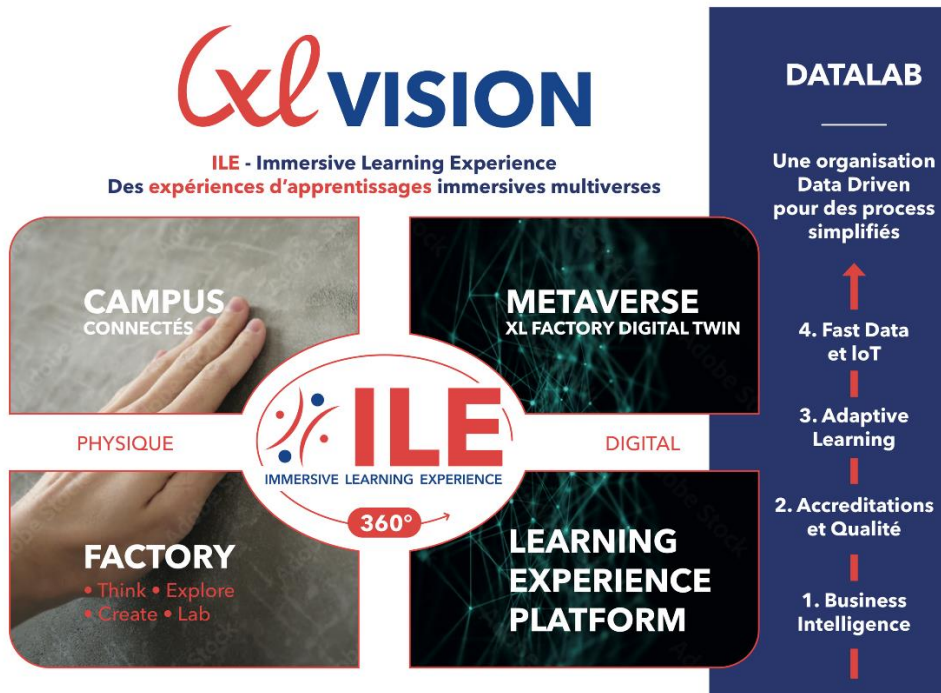 xl VISION
ILE - Immersive Learning Experience
Des expériences d'apprentissages immersives multiverses
CAMPUS
CONNECTÉS
METAVERSE
XL FACTORY DIGITAL TWIN
PHYSIQUE
ILE
IMMERSIVE LEARNING EXPERIENCE
360°
DIGITAL
FACTORY
• Think • Explore
• Create • Lab
LEARNING
EXPERIENCE
PLATFORM
DATALAB
Une organisation
Data Driven
pour des process
simplifiés
4. Fast Data
et IoT
3. Adaptive
Learning
2. Accreditations
et Qualité
1. Business
Intelligence
Adobe Stock